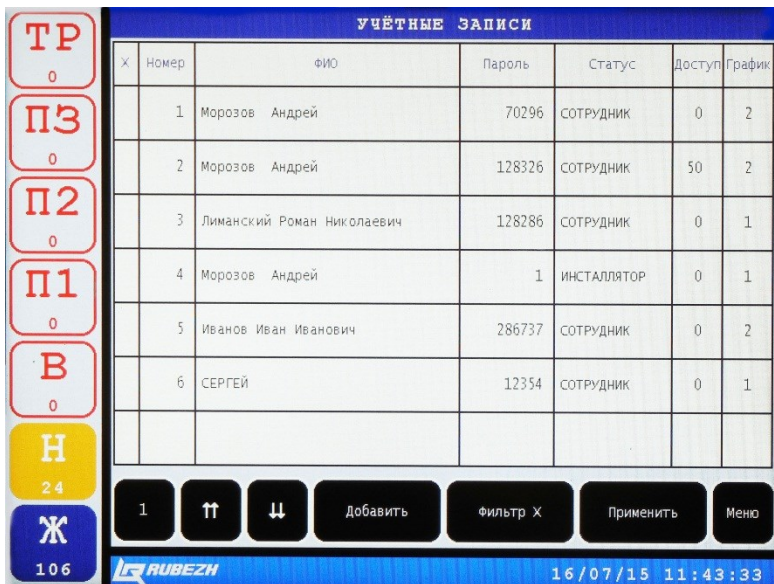 УЧЁТНЫЕ ЗАПИСИ
ТР
0
ПЗ
0
П2
0
П1
0
В
0
Н
24
Ж
106
X Номер ФИО Пароль Статус Доступ График
1 Морозов Андрей 70296 СОТРУДНИК 0 2
2 Морозов Андрей 128326 СОТРУДНИК 50 2
3 Лиманский Роман Николаевич 128286 СОТРУДНИК 0 1
4 Морозов Андрей 1 ИНСТАЛЛЯТОР 0 1
5 Иванов Иван Иванович 286737 СОТРУДНИК 0 2
6 СЕРГЕЙ 12354 СОТРУДНИК 0 1
1 ⇈ ⇊ Добавить Фильтр X Применить Меню
RUBEZH 16/07/15 11:43:33